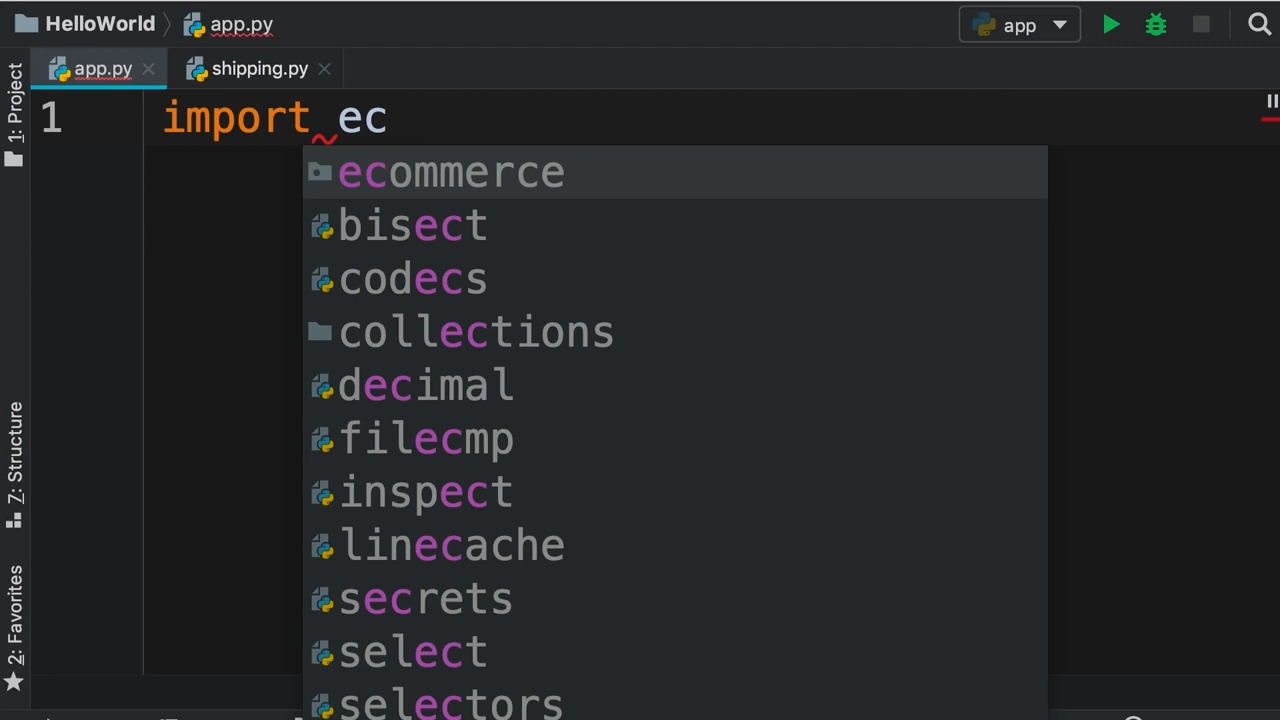 HelloWorld app.py app
app.py shipping.py
1: Project
1 import ec
ecommerce
bisect
codecs
collections
decimal
filecmp
inspect
linecache
secrets
select
selectors
7: Structure
2: Favorites